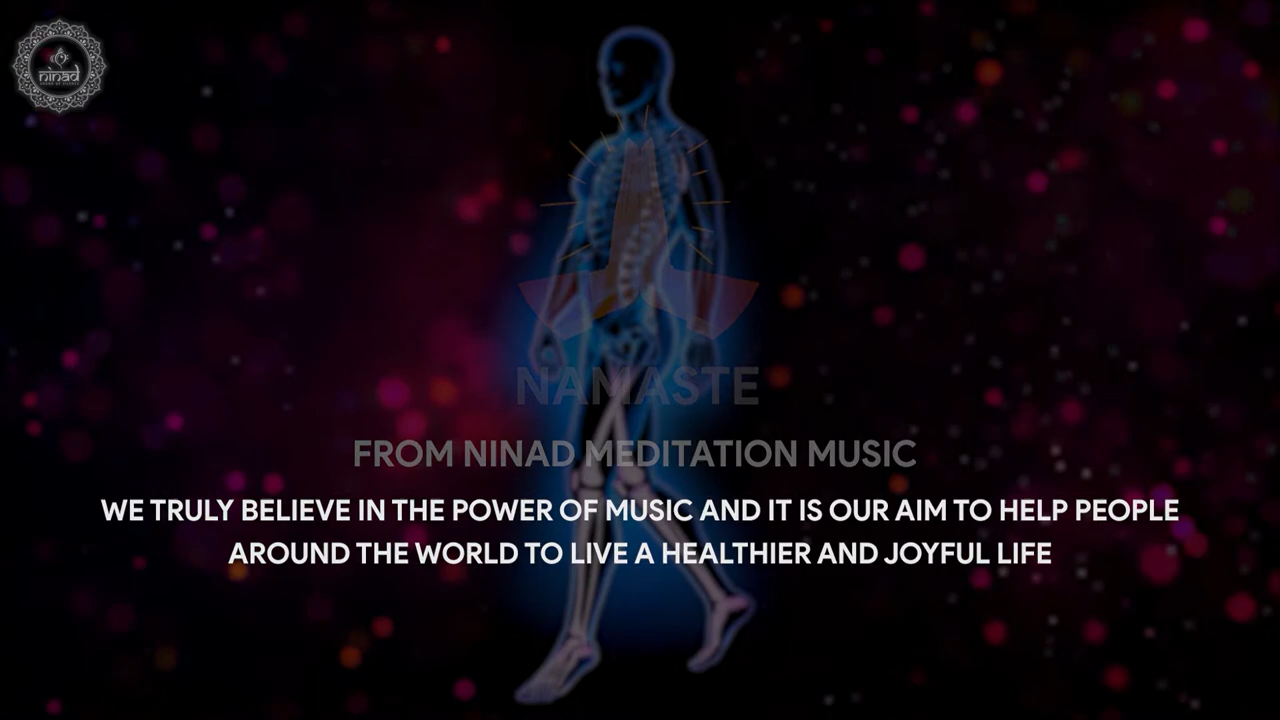 ninad
NAMASTE
FROM NINAD MEDITATION MUSIC
WE TRULY BELIEVE IN THE POWER OF MUSIC AND IT IS OUR AIM TO HELP PEOPLE
AROUND THE WORLD TO LIVE A HEALTHIER AND JOYFUL LIFE